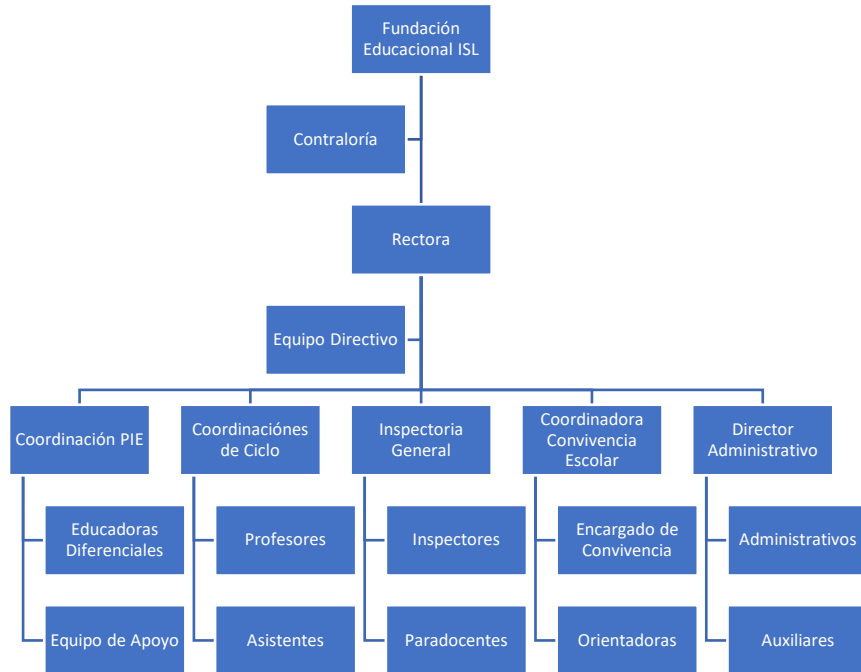 Fundación
Educacional ISL
Contraloría
Rectora
Equipo Directivo
Coordinación PIE
Coordinaciónes
de Ciclo
Inspectoria
General
Coordinadora
Convivencia
Escolar
Director
Administrativo
Educadoras
Diferenciales
Profesores
Inspectores
Encargado de
Convivencia
Administrativos
Equipo de Apoyo
Asistentes
Paradocentes
Orientadoras
Auxiliares